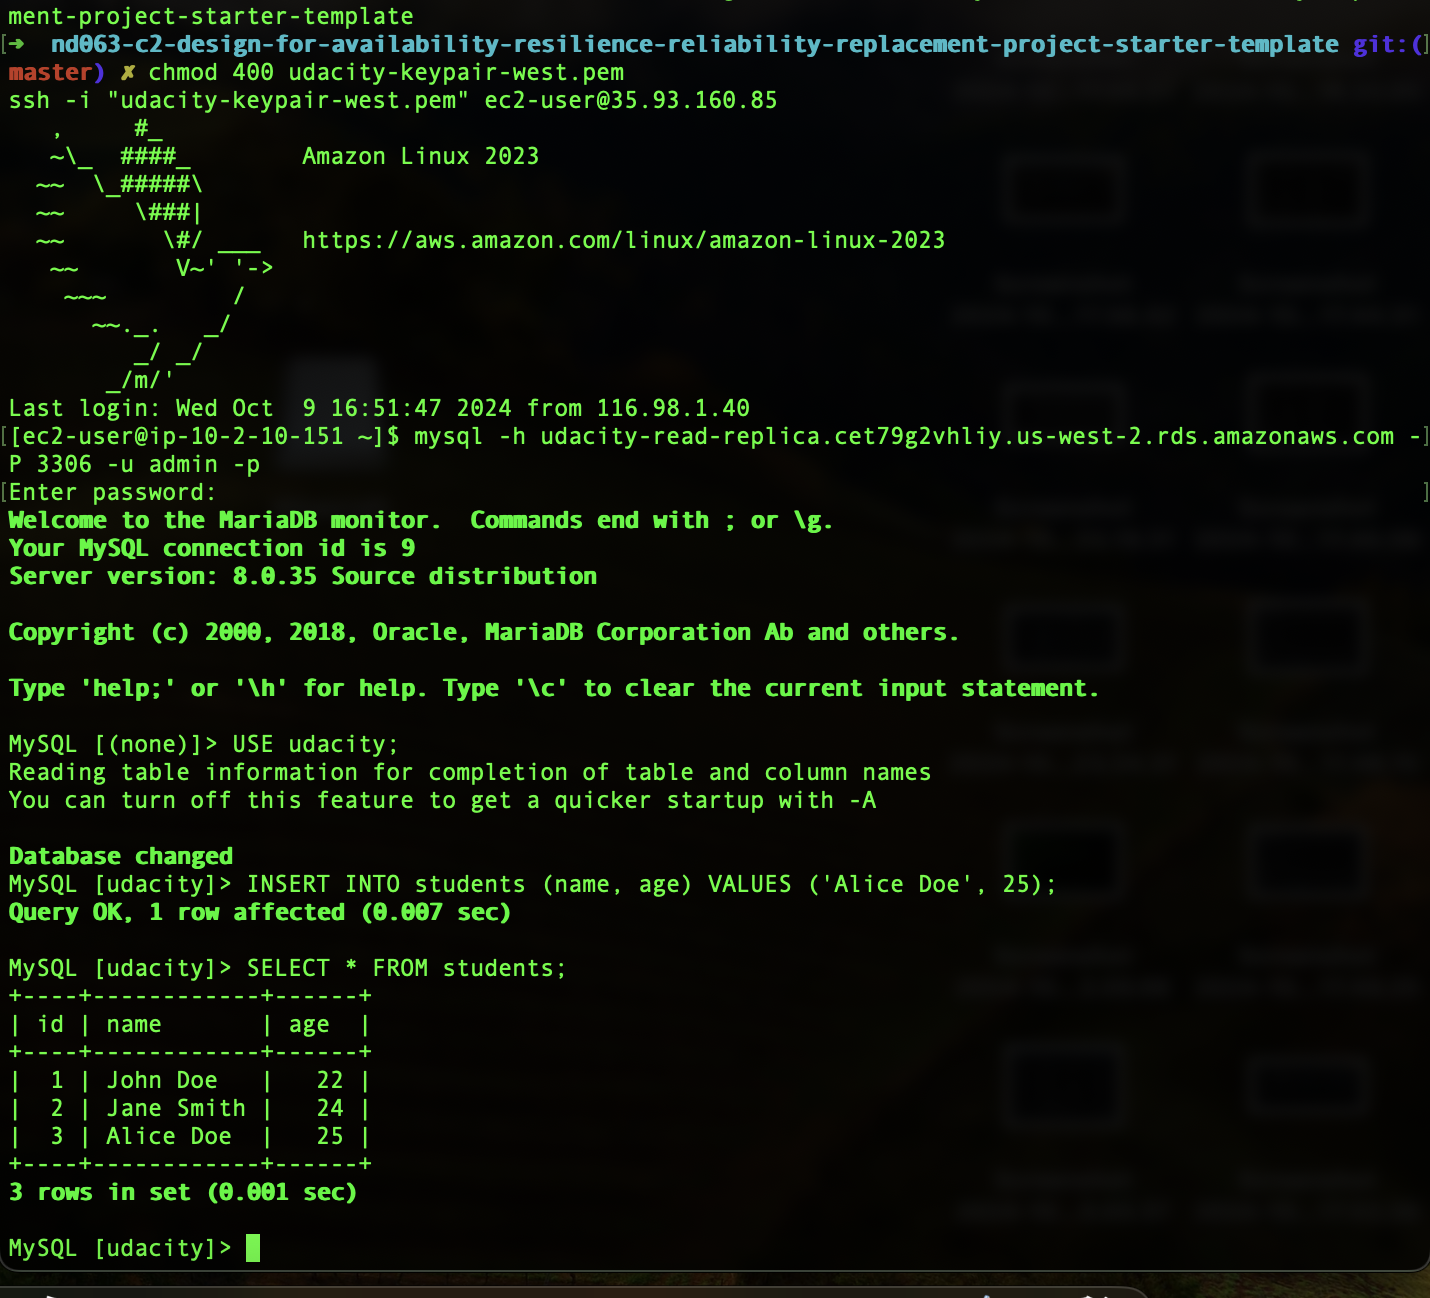 ment-project-starter-template
[➜  nd063-c2-design-for-availability-resilience-reliability-replacement-project-starter-template git:(]
master) ✗ chmod 400 udacity-keypair-west.pem
ssh -i "udacity-keypair-west.pem" ec2-user@35.93.160.85
   ,     #_
   ~\_  ####_        Amazon Linux 2023
  ~~  \_#####\
  ~~     \###|
  ~~       \#/ ___   https://aws.amazon.com/linux/amazon-linux-2023
   ~~       V~' '->
    ~~~         /
      ~~._.   _/
         _/ _/
       _/m/'
Last login: Wed Oct  9 16:51:47 2024 from 116.98.1.40
[[ec2-user@ip-10-2-10-151 ~]$ mysql -h udacity-read-replica.cet79g2vhliy.us-west-2.rds.amazonaws.com -]
P 3306 -u admin -p
[Enter password: ]
Welcome to the MariaDB monitor.  Commands end with ; or \g.
Your MySQL connection id is 9
Server version: 8.0.35 Source distribution

Copyright (c) 2000, 2018, Oracle, MariaDB Corporation Ab and others.

Type 'help;' or '\h' for help. Type '\c' to clear the current input statement.

MySQL [(none)]> USE udacity;
Reading table information for completion of table and column names
You can turn off this feature to get a quicker startup with -A

Database changed
MySQL [udacity]> INSERT INTO students (name, age) VALUES ('Alice Doe', 25);
Query OK, 1 row affected (0.007 sec)

MySQL [udacity]> SELECT * FROM students;
+----+------------+------+
| id | name       | age  |
+----+------------+------+
|  1 | John Doe   |   22 |
|  2 | Jane Smith |   24 |
|  3 | Alice Doe  |   25 |
+----+------------+------+
3 rows in set (0.001 sec)

MySQL [udacity]>